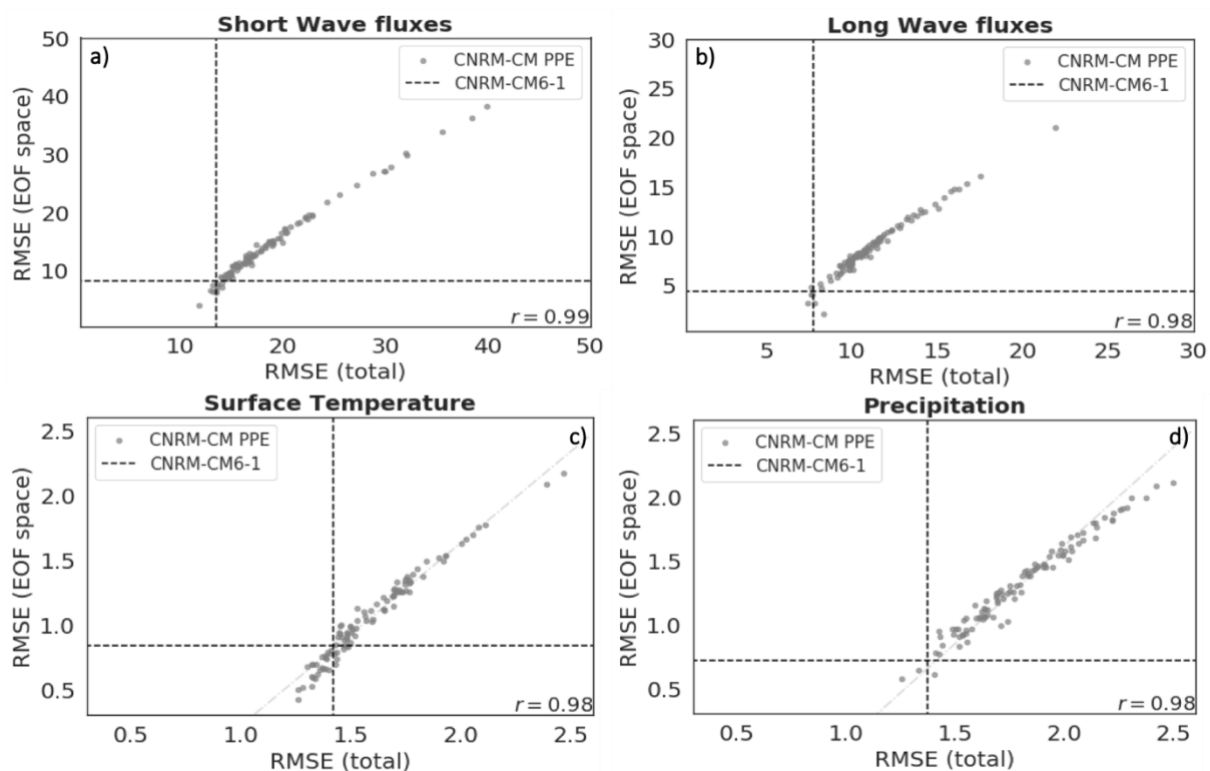 Short Wave fluxes
a)
CNRM-CM PPE
CNRM-CM6-1
50
40
30
20
10
RMSE (EOF space)
r = 0.99
10 20 30 40 50
RMSE (total)
Long Wave fluxes
b)
CNRM-CM PPE
CNRM-CM6-1
30
25
20
15
10
5
RMSE (EOF space)
r = 0.98
5 10 15 20 25 30
RMSE (total)
Surface Temperature
c)
CNRM-CM PPE
CNRM-CM6-1
2.5
2.0
1.5
1.0
0.5
RMSE (EOF space)
r = 0.98
0.5 1.0 1.5 2.0 2.5
RMSE (total)
Precipitation
d)
CNRM-CM PPE
CNRM-CM6-1
2.5
2.0
1.5
1.0
0.5
RMSE (EOF space)
r = 0.98
0.5 1.0 1.5 2.0 2.5
RMSE (total)